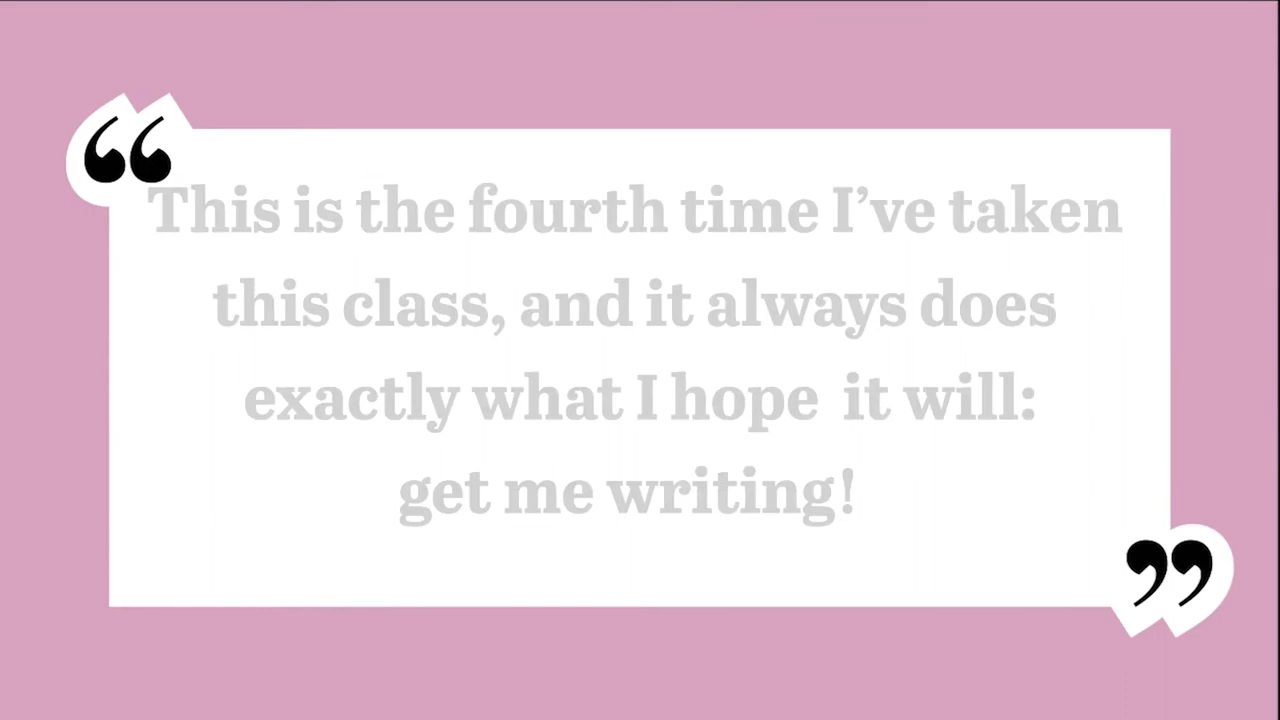 “This is the fourth time I’ve taken
this class, and it always does
exactly what I hope  it will:
get me writing!”